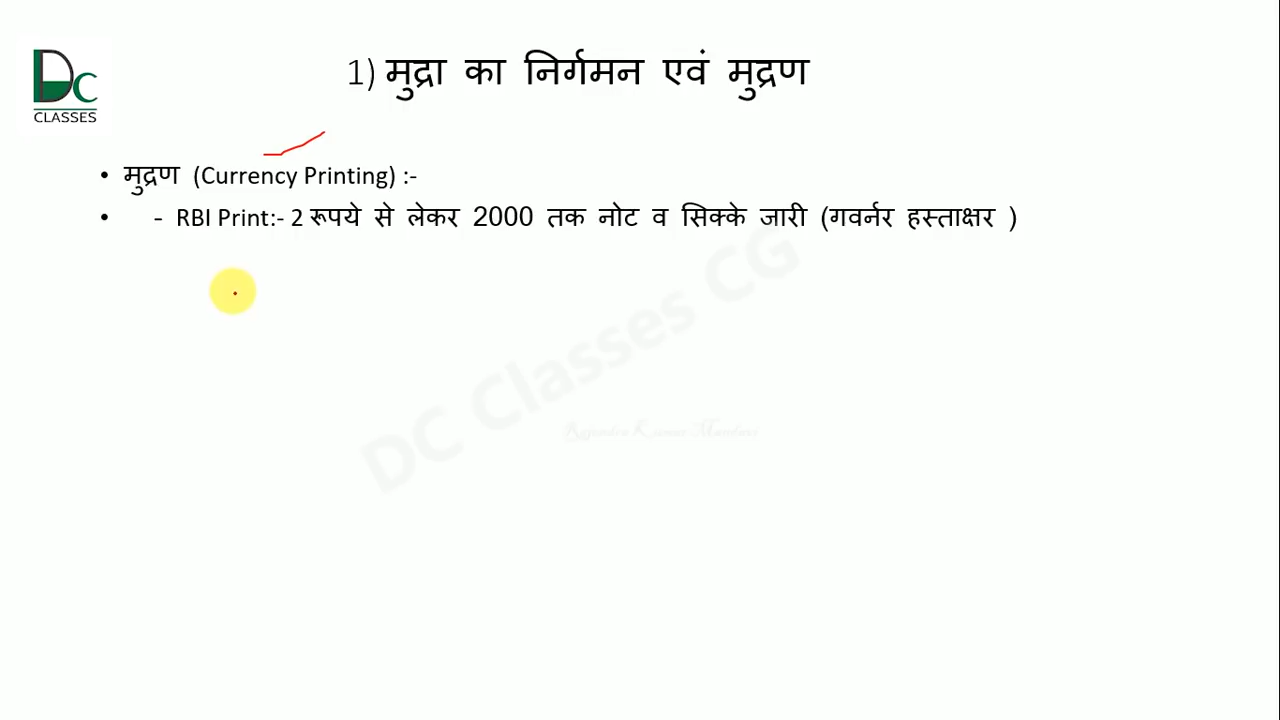 DC
CLASSES
1) मुद्रा का निर्गमन एवं मुद्रण
• मुद्रण (Currency Printing) :-
• - RBI Print:- 2 रूपये से लेकर 2000 तक नोट व सिक्के जारी (गवर्नर हस्ताक्षर )
DC Classes CG